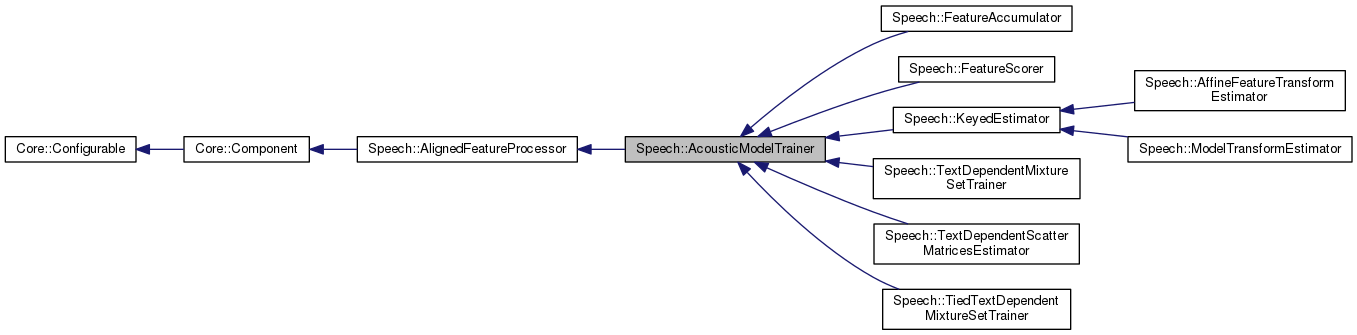 Speech::FeatureAccumulator
Speech::FeatureScorer
Speech::AffineFeatureTransform
Estimator
Speech::KeyedEstimator
Core::Configurable
Core::Component
Speech::AlignedFeatureProcessor
Speech::AcousticModelTrainer
Speech::ModelTransformEstimator
Speech::TextDependentMixture
SetTrainer
Speech::TextDependentScatter
MatricesEstimator
Speech::TiedTextDependent
MixtureSetTrainer